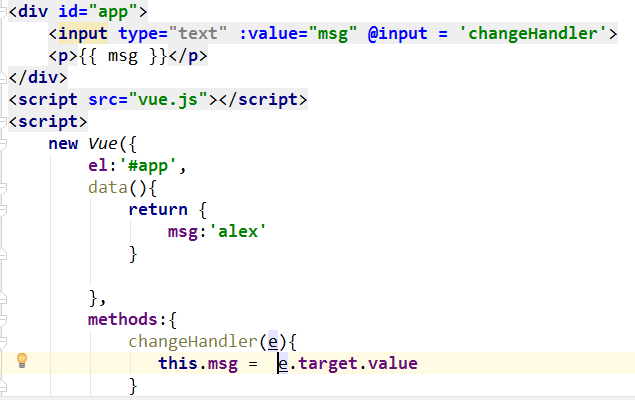 <div id="app">
    <input type="text" :value="msg" @input = 'changeHandler'>
    <p>{{ msg }}</p>
</div>
<script src="vue.js"></script>
<script>
    new Vue({
        el:'#app',
        data(){
            return {
                msg:'alex'
            }
        },
        methods:{
            changeHandler(e){
               this.msg =  e.target.value
            }